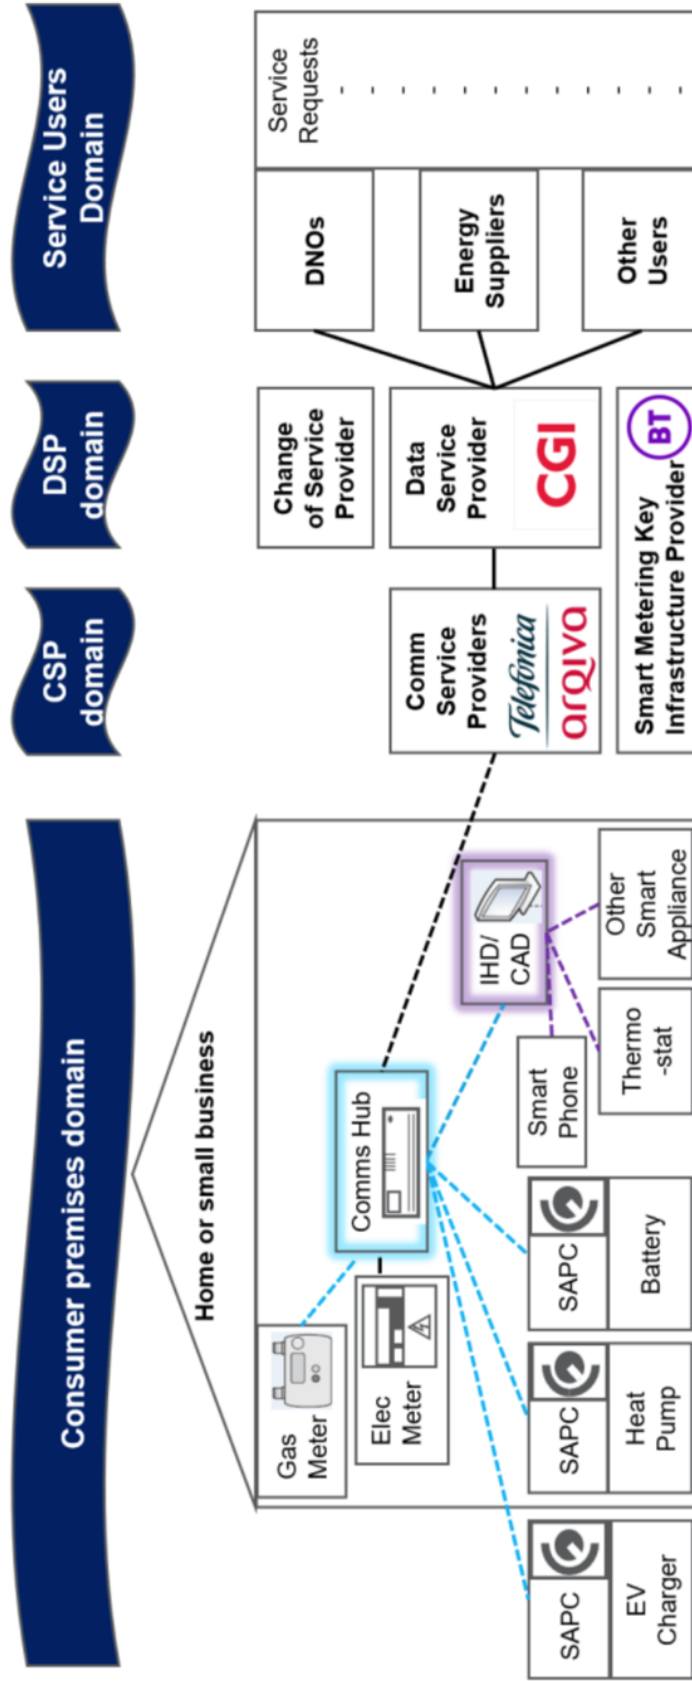 Consumer premises domain
CSP
domain
DSP
domain
Service Users
Domain
Home or small business
Gas
Meter
Elec
Meter
Comms Hub
IHD/
CAD
Smart
Phone
Thermo
-stat
Other
Smart
Appliance
SAPC
EV
Charger
SAPC
Heat
Pump
SAPC
Battery
Comm
Service
Providers
Telefonica
arqiva
Change
of Service
Provider
Data
Service
Provider
CGI
Smart Metering Key
Infrastructure Provider
BT
DNOs
Energy
Suppliers
Other
Users
Service
Requests